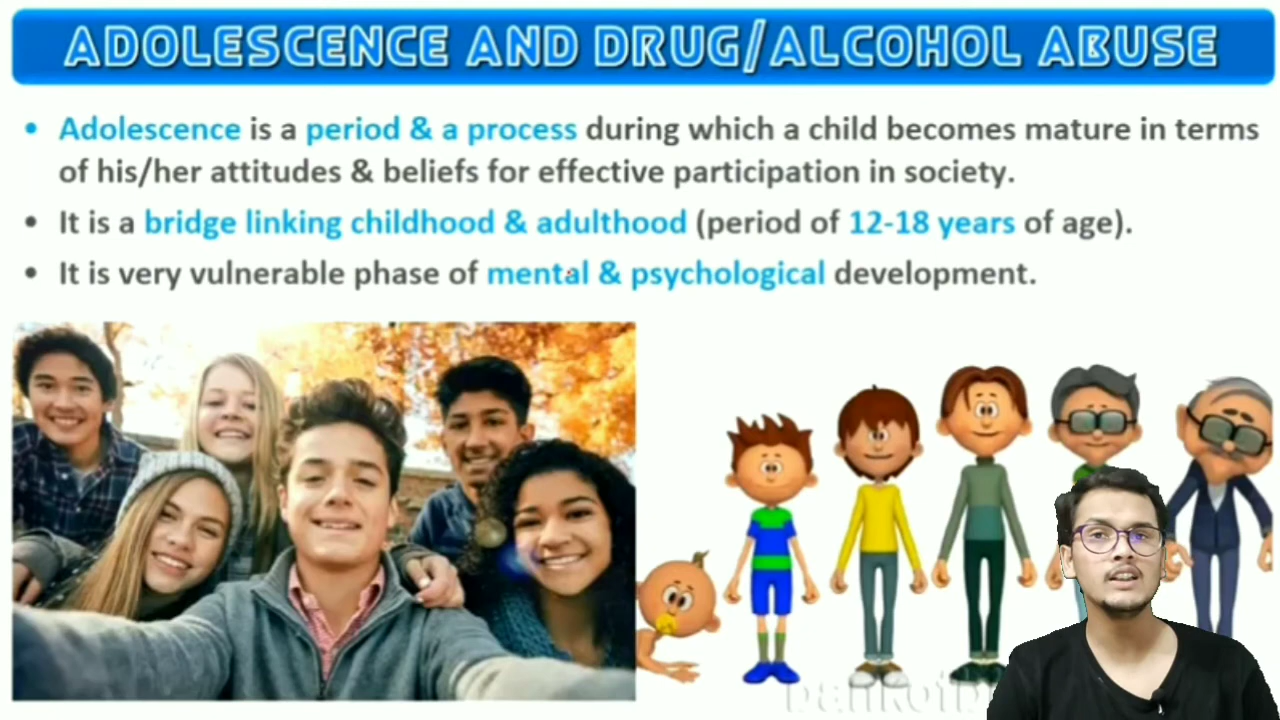 ADOLESCENCE AND DRUG/ALCOHOL ABUSE
• Adolescence is a period & a process during which a child becomes mature in terms
of his/her attitudes & beliefs for effective participation in society.
• It is a bridge linking childhood & adulthood (period of 12-18 years of age).
• It is very vulnerable phase of mental & psychological development.